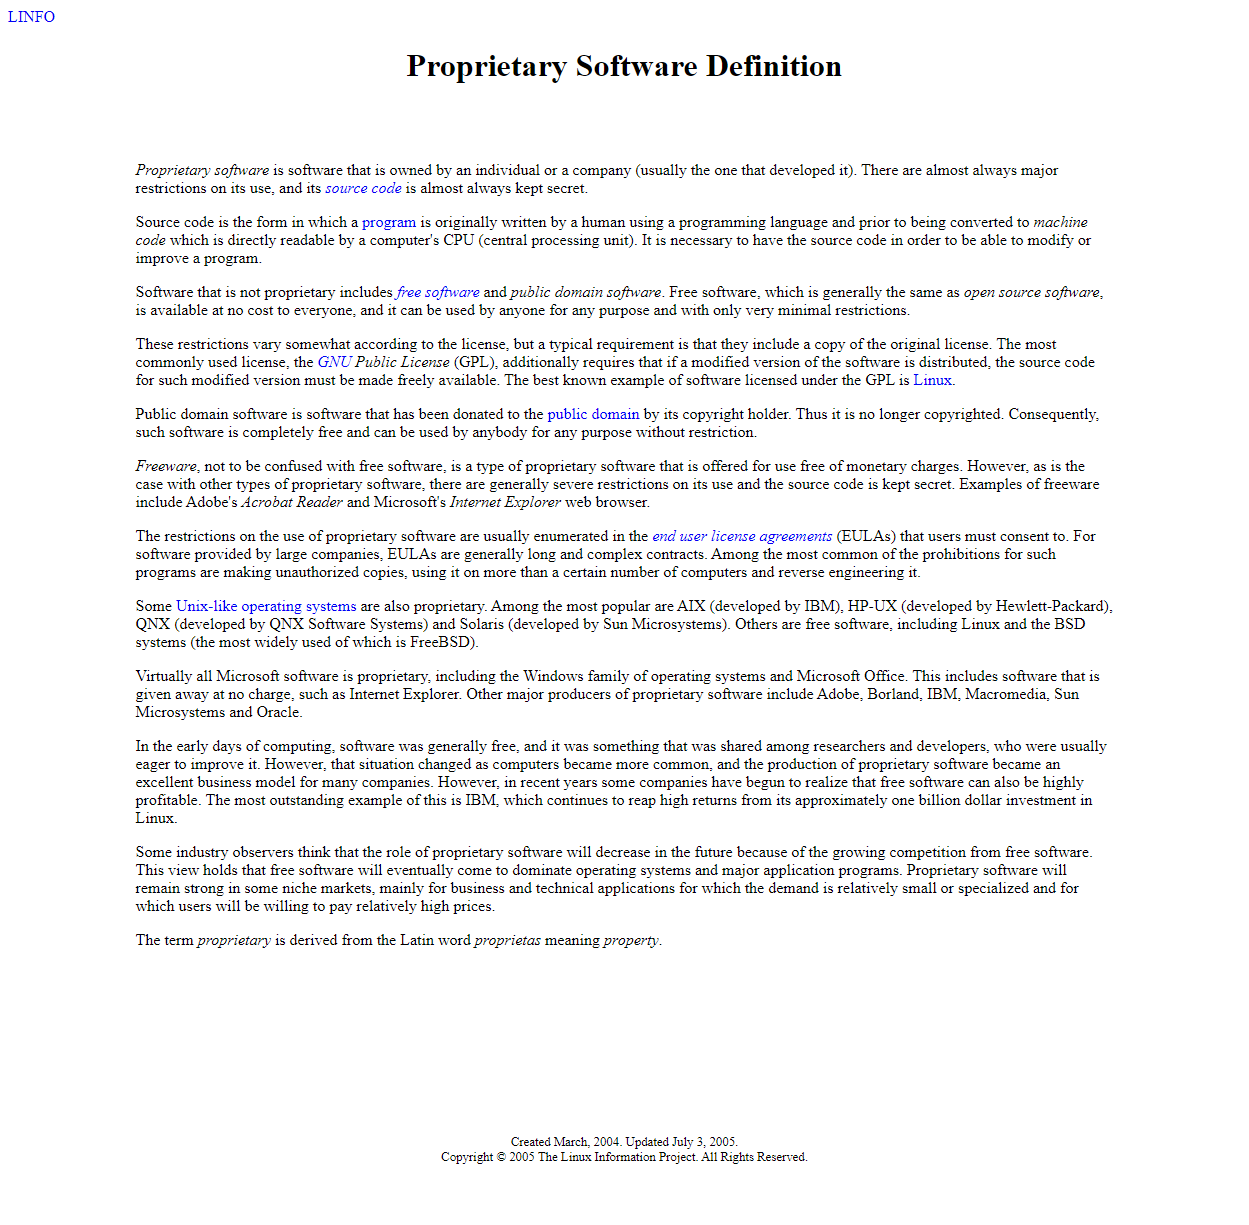 LINFO
Proprietary Software Definition
Proprietary software is software that is owned by an individual or a company (usually the one that developed it). There are almost always major
restrictions on its use, and its source code is almost always kept secret.
Source code is the form in which a program is originally written by a human using a programming language and prior to being converted to machine
code which is directly readable by a computer's CPU (central processing unit). It is necessary to have the source code in order to be able to modify or
improve a program.
Software that is not proprietary includes free software and public domain software. Free software, which is generally the same as open source software,
is available at no cost to everyone, and it can be used by anyone for any purpose and with only very minimal restrictions.
These restrictions vary somewhat according to the license, but a typical requirement is that they include a copy of the original license. The most
commonly used license, the GNU Public License (GPL), additionally requires that if a modified version of the software is distributed, the source code
for such modified version must be made freely available. The best known example of software licensed under the GPL is Linux.
Public domain software is software that has been donated to the public domain by its copyright holder. Thus it is no longer copyrighted. Consequently,
such software is completely free and can be used by anybody for any purpose without restriction.
Freeware, not to be confused with free software, is a type of proprietary software that is offered for use free of monetary charges. However, as is the
case with other types of proprietary software, there are generally severe restrictions on its use and the source code is kept secret. Examples of freeware
include Adobe's Acrobat Reader and Microsoft's Internet Explorer web browser.
The restrictions on the use of proprietary software are usually enumerated in the end user license agreements (EULAs) that users must consent to. For
software provided by large companies, EULAs are generally long and complex contracts. Among the most common of the prohibitions for such
programs are making unauthorized copies, using it on more than a certain number of computers and reverse engineering it.
Some Unix-like operating systems are also proprietary. Among the most popular are AIX (developed by IBM), HP-UX (developed by Hewlett-Packard),
QNX (developed by QNX Software Systems) and Solaris (developed by Sun Microsystems). Others are free software, including Linux and the BSD
systems (the most widely used of which is FreeBSD).
Virtually all Microsoft software is proprietary, including the Windows family of operating systems and Microsoft Office. This includes software that is
given away at no charge, such as Internet Explorer. Other major producers of proprietary software include Adobe, Borland, IBM, Macromedia, Sun
Microsystems and Oracle.
In the early days of computing, software was generally free, and it was something that was shared among researchers and developers, who were usually
eager to improve it. However, that situation changed as computers became more common, and the production of proprietary software became an
excellent business model for many companies. However, in recent years some companies have begun to realize that free software can also be highly
profitable. The most outstanding example of this is IBM, which continues to reap high returns from its approximately one billion dollar investment in
Linux.
Some industry observers think that the role of proprietary software will decrease in the future because of the growing competition from free software.
This view holds that free software will eventually come to dominate operating systems and major application programs. Proprietary software will
remain strong in some niche markets, mainly for business and technical applications for which the demand is relatively small or specialized and for
which users will be willing to pay relatively high prices.
The term proprietary is derived from the Latin word proprietas meaning property.
Created March, 2004. Updated July 3, 2005.
Copyright © 2005 The Linux Information Project. All Rights Reserved.